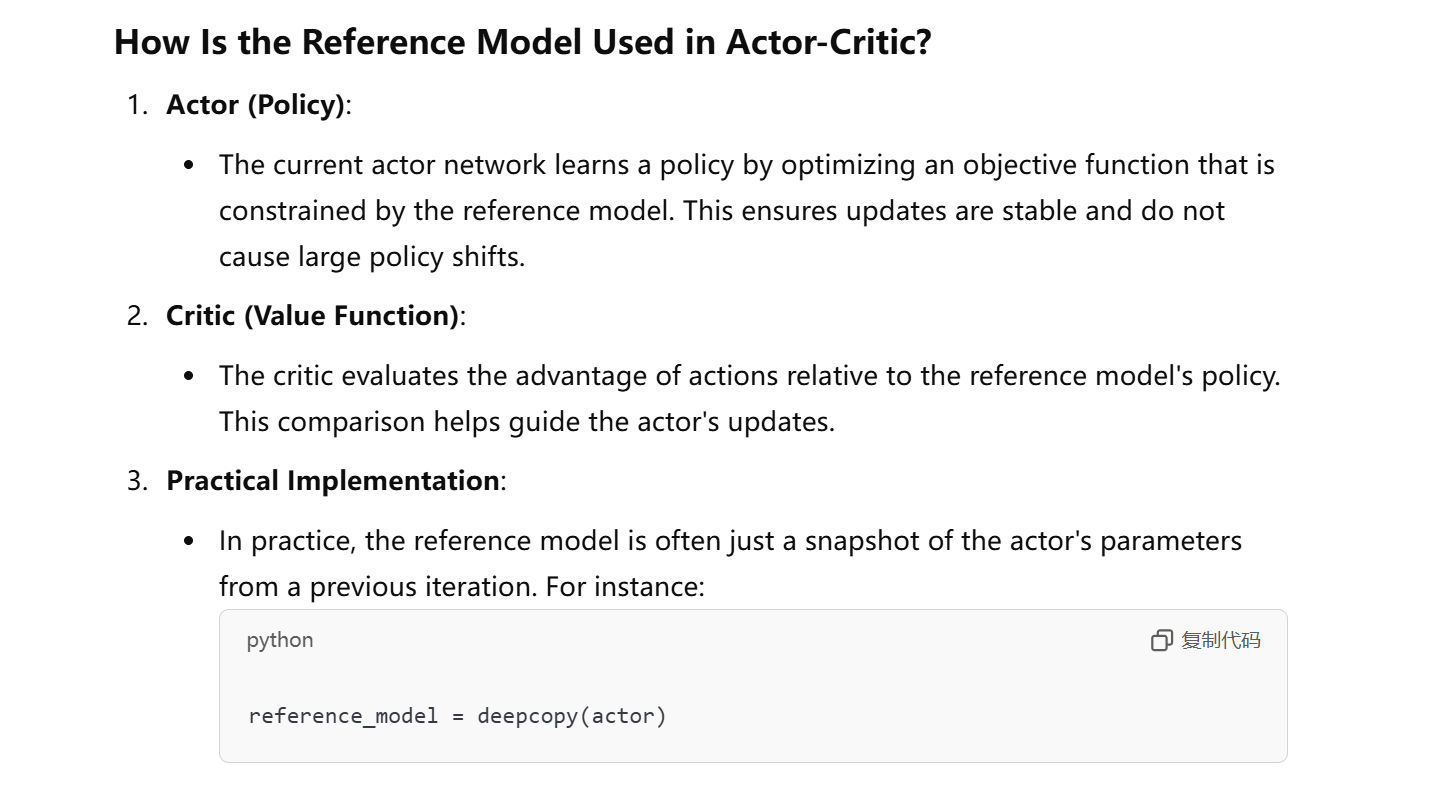 How Is the Reference Model Used in Actor-Critic?
1. Actor (Policy):
• The current actor network learns a policy by optimizing an objective function that is
constrained by the reference model. This ensures updates are stable and do not
cause large policy shifts.
2. Critic (Value Function):
• The critic evaluates the advantage of actions relative to the reference model's policy.
This comparison helps guide the actor's updates.
3. Practical Implementation:
• In practice, the reference model is often just a snapshot of the actor's parameters
from a previous iteration. For instance:
python 复制代码
reference_model = deepcopy(actor)